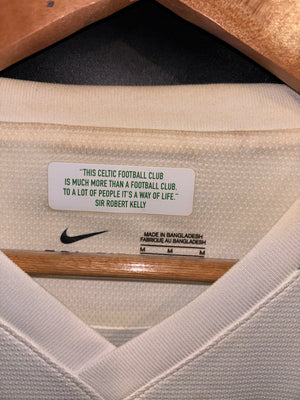 "THIS CELTIC FOOTBALL CLUB
IS MUCH MORE THAN A FOOTBALL CLUB,
TO A LOT OF PEOPLE IT'S A WAY OF LIFE."
SIR ROBERT KELLY
MADE IN BANGLADESH
FABRIQUÉ AU BANGLADESH
M M M